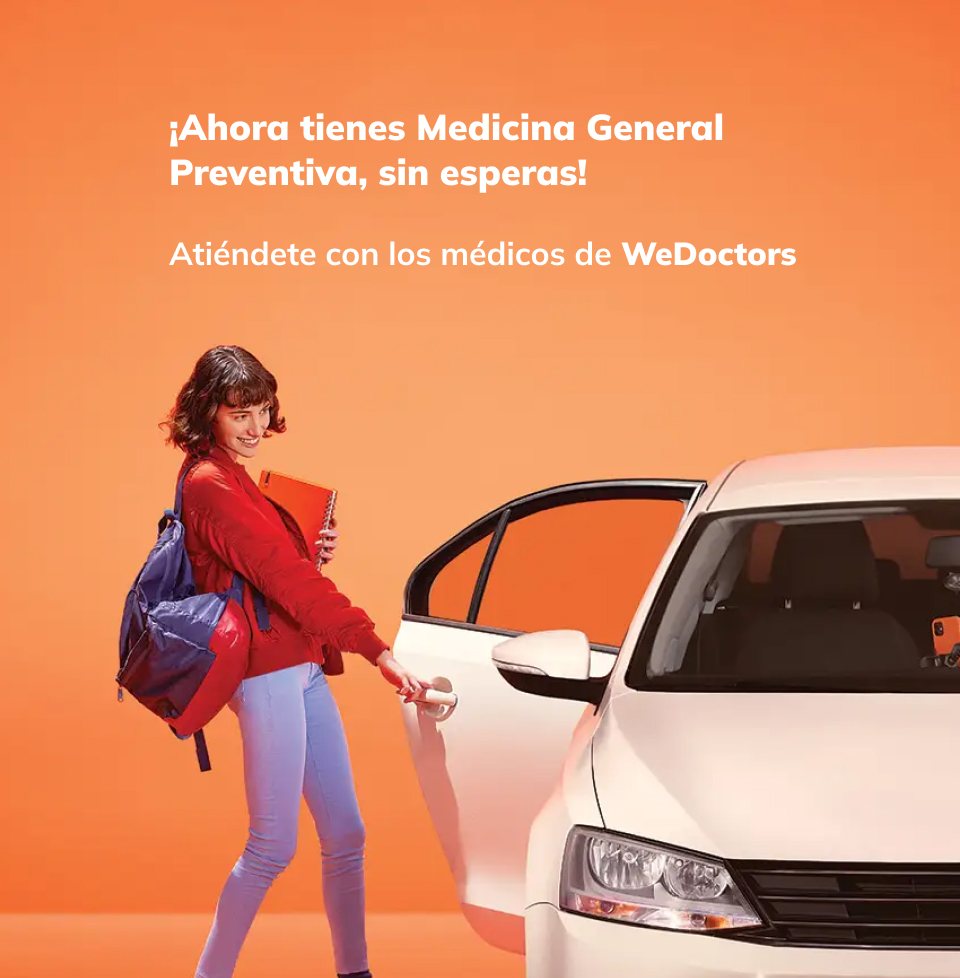 ¡Ahora tienes Medicina General
Preventiva, sin esperas!
Atiéndete con los médicos de WeDoctors